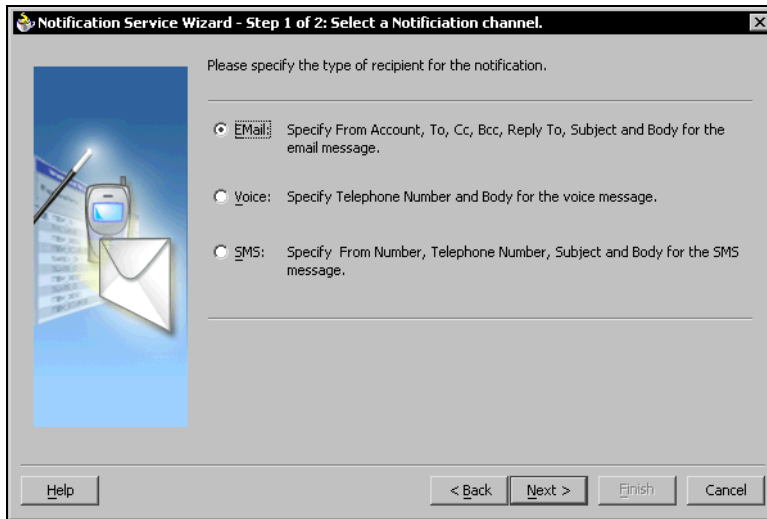 Notification Service Wizard - Step 1 of 2: Select a Notificiation channel.
Please specify the type of recipient for the notification.
EMail: Specify From Account, To, Cc, Bcc, Reply To, Subject and Body for the
email message.
Voice: Specify Telephone Number and Body for the voice message.
SMS: Specify From Number, Telephone Number, Subject and Body for the SMS
message.
Help < Back Next > Finish Cancel